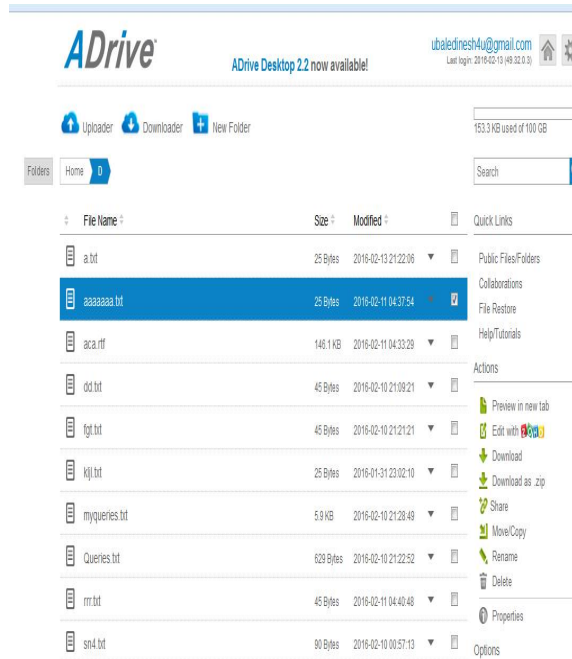 ADrive
ADrive Desktop 2.2 now available!
ubaledinesh4u@gmail.com
Last login: 2016-02-13 (49.32.0.3)
Uploader Downloader New Folder
153.3 KB used of 100 GB
Folders Home D
Search
File Name Size Modified
Quick Links
a.txt 25 Bytes 2016-02-13 21:22:06
Public Files/Folders
Collaborations
aaaaaaa.txt 25 Bytes 2016-02-11 04:37:54
File Restore
Help/Tutorials
aca.rtf 146.1 KB 2016-02-11 04:33:29
Actions
dd.txt 45 Bytes 2016-02-10 21:09:21
Preview in new tab
fgt.txt 45 Bytes 2016-02-10 21:21:21
Edit with ZOHO
Download
kljl.txt 25 Bytes 2016-01-31 23:02:10
Download as .zip
Share
myqueries.txt 5.9 KB 2016-02-10 21:28:49
Move/Copy
Rename
Queries.txt 629 Bytes 2016-02-10 21:22:52
Delete
rrr.txt 45 Bytes 2016-02-11 04:40:48
Properties
sn4.txt 90 Bytes 2016-02-10 00:57:13
Options